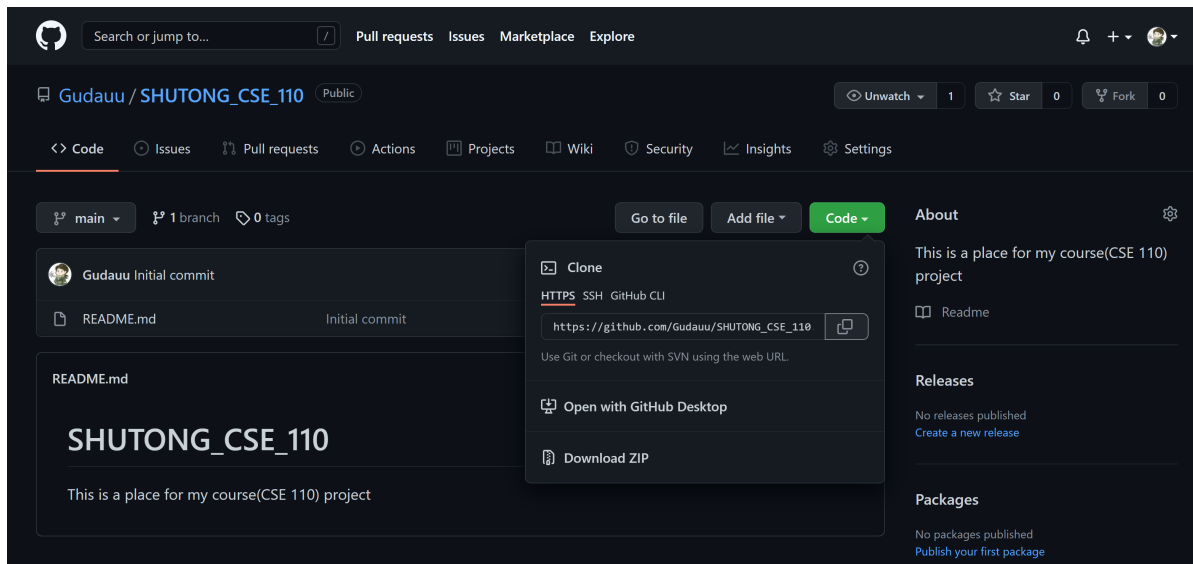 Search or jump to... / Pull requests Issues Marketplace Explore
Gudauu / SHUTONG_CSE_110 Public Unwatch 1 Star 0 Fork 0
Code Issues Pull requests Actions Projects Wiki Security Insights Settings
main 1 branch 0 tags Go to file Add file Code
Gudauu Initial commit
README.md Initial commit
README.md
SHUTONG_CSE_110
This is a place for my course(CSE 110) project
Clone
HTTPS SSH GitHub CLI
https://github.com/Gudauu/SHUTONG_CSE_110
Use Git or checkout with SVN using the web URL.
Open with GitHub Desktop
Download ZIP
About
This is a place for my course(CSE 110)
project
Readme
Releases
No releases published
Create a new release
Packages
No packages published
Publish your first package